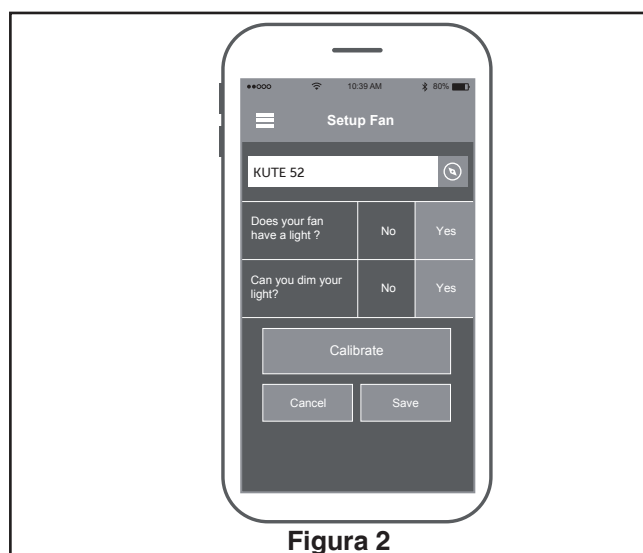 10:39 AM 80%
Setup Fan
KUTE 52
Does your fan
have a light ?
No
Yes
Can you dim your
light?
No
Yes
Calibrate
Cancel
Save
Figura 2